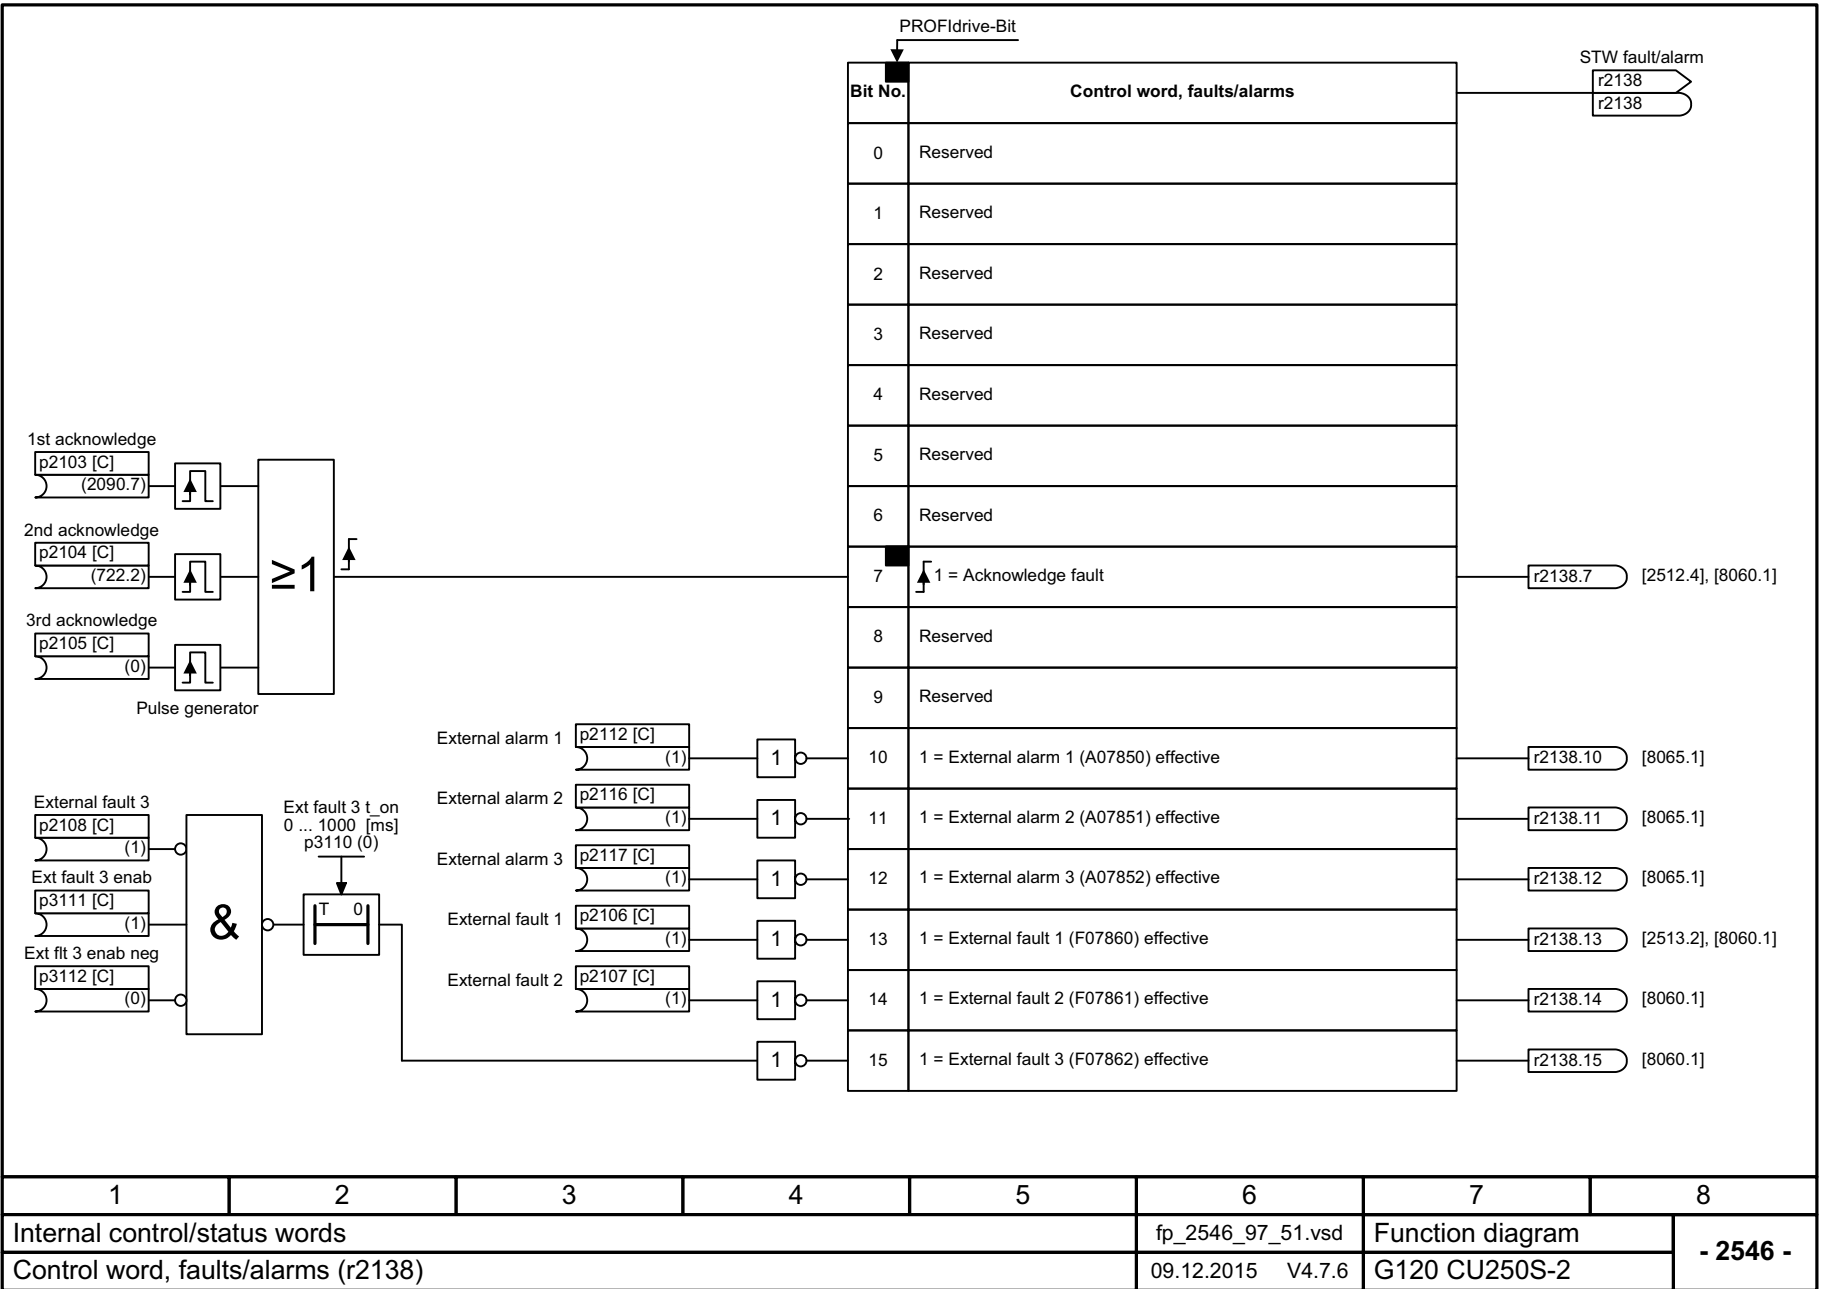 PROFIdrive-Bit
STW fault/alarm
r2138
r2138
Bit No.
Control word, faults/alarms
0 Reserved
1 Reserved
2 Reserved
3 Reserved
4 Reserved
5 Reserved
6 Reserved
7 1 = Acknowledge fault
r2138.7 [2512.4], [8060.1]
8 Reserved
9 Reserved
10 1 = External alarm 1 (A07850) effective
r2138.10 [8065.1]
11 1 = External alarm 2 (A07851) effective
r2138.11 [8065.1]
12 1 = External alarm 3 (A07852) effective
r2138.12 [8065.1]
13 1 = External fault 1 (F07860) effective
r2138.13 [2513.2], [8060.1]
14 1 = External fault 2 (F07861) effective
r2138.14 [8060.1]
15 1 = External fault 3 (F07862) effective
r2138.15 [8060.1]
1st acknowledge
p2103 [C]
(2090.7)
2nd acknowledge
p2104 [C]
(722.2)
3rd acknowledge
p2105 [C]
(0)
Pulse generator
≥1
External alarm 1
p2112 [C]
(1)
1
External alarm 2
p2116 [C]
(1)
1
External alarm 3
p2117 [C]
(1)
1
External fault 1
p2106 [C]
(1)
1
External fault 2
p2107 [C]
(1)
1
1
External fault 3
p2108 [C]
(1)
Ext fault 3 enab
p3111 [C]
(1)
Ext flt 3 enab neg
p3112 [C]
(0)
&
Ext fault 3 t_on
0 ... 1000 [ms]
p3110 (0)
T 0
1 2 3 4 5 6 7 8
Internal control/status words
fp_2546_97_51.vsd
Function diagram
- 2546 -
Control word, faults/alarms (r2138)
09.12.2015 V4.7.6
G120 CU250S-2